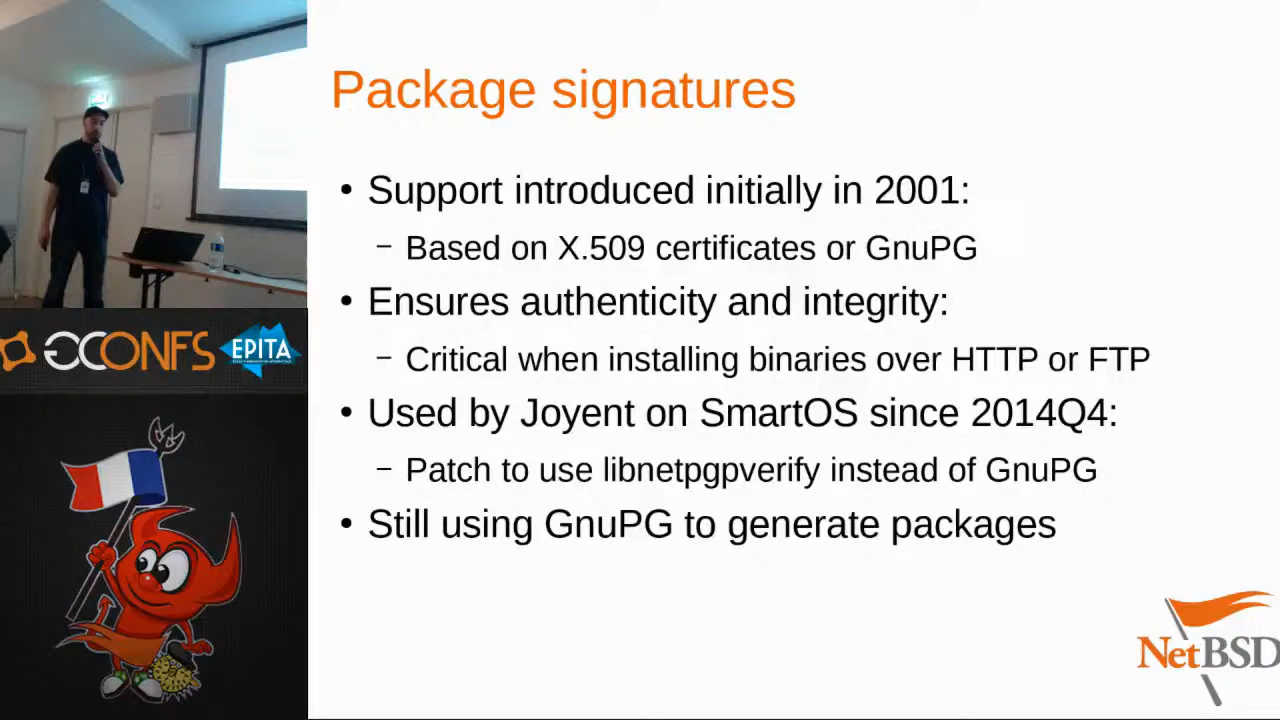 Package signatures
• Support introduced initially in 2001:
– Based on X.509 certificates or GnuPG
• Ensures authenticity and integrity:
– Critical when installing binaries over HTTP or FTP
• Used by Joyent on SmartOS since 2014Q4:
– Patch to use libnetpgpverify instead of GnuPG
• Still using GnuPG to generate packages
GCONFS
EPITA
NetBSD